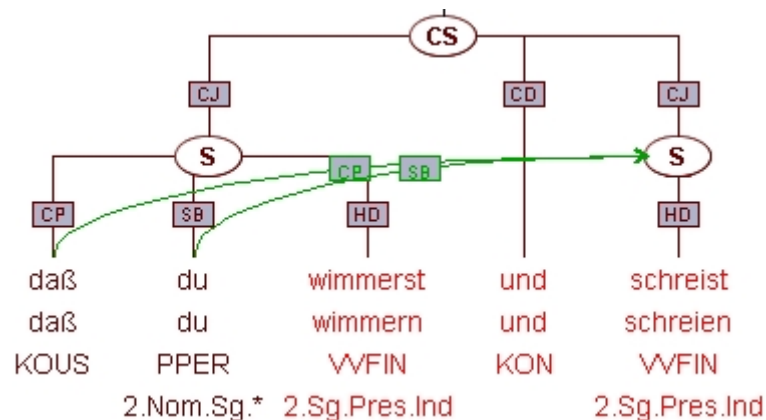 CS
CJ CD CJ
S CP SB S
CP SB HD HD
daß du wimmerst und schreist
daß du wimmern und schreien
KOUS PPER VVFIN KON VVFIN
2.Nom.Sg.* 2.Sg.Pres.Ind 2.Sg.Pres.Ind